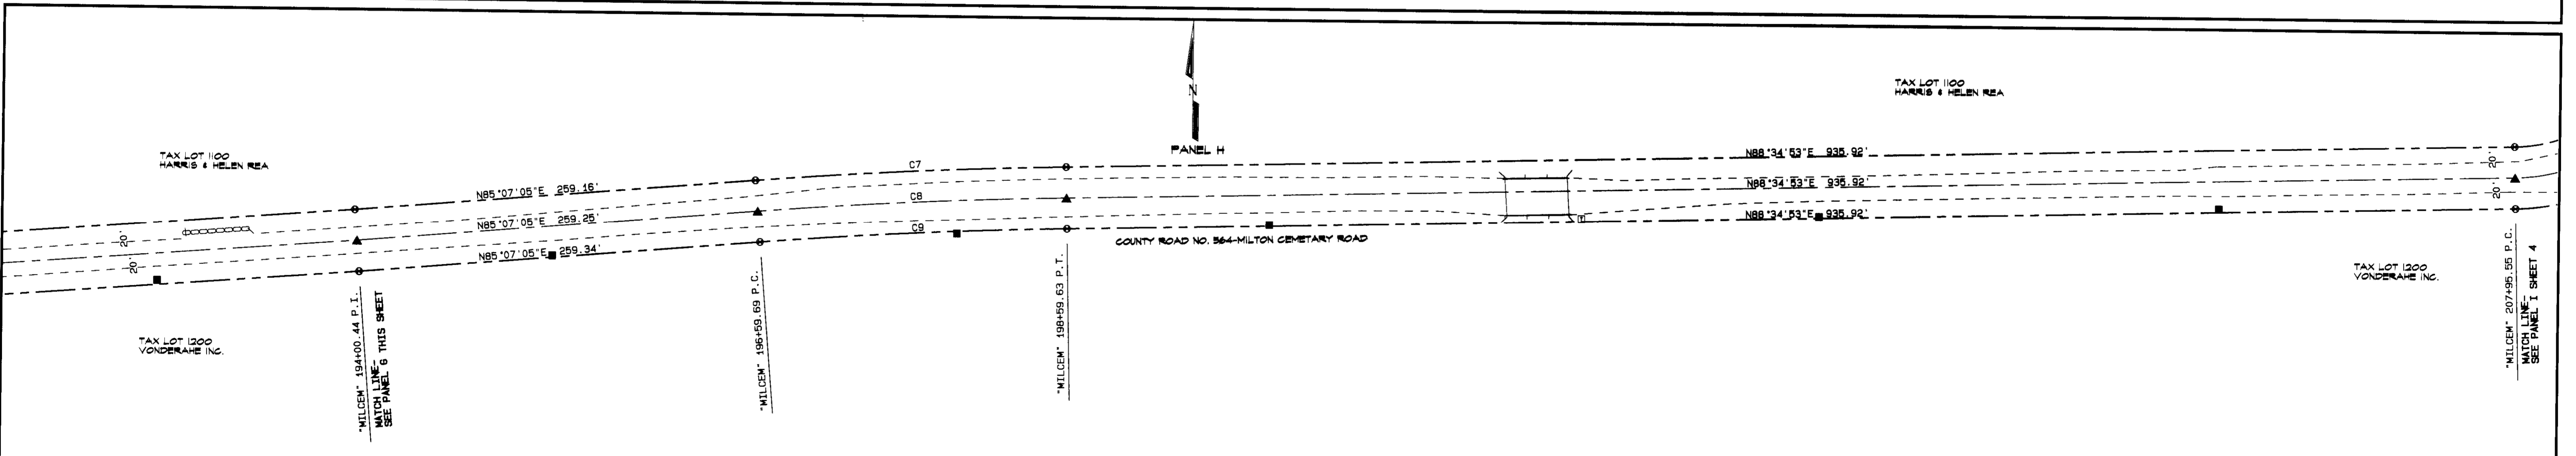 TAX LOT 1100
HARRIS & HELEN REA
N
PANEL H
TAX LOT 1100
HARRIS & HELEN REA
C7
N88°34'53"E 935.92'
20'
N85°07'05"E 259.16'
C8
N88°34'53"E 935.92'
20'
20'
N85°07'05"E 259.25'
C9
N88°34'53"E 935.92'
20'
N85°07'05"E 259.34'
COUNTY ROAD NO. 564-MILTON CEMETARY ROAD
TAX LOT 1200
VONDERAHE INC.
TAX LOT 1200
VONDERAHE INC.
"MILCEM" 194+00.44 P.I.
MATCH LINE-
SEE PANEL G THIS SHEET
"MILCEM" 196+59.69 P.C.
"MILCEM" 198+59.63 P.T.
"MILCEM" 207+95.55 P.C.
MATCH LINE-
SEE PANEL I SHEET 4